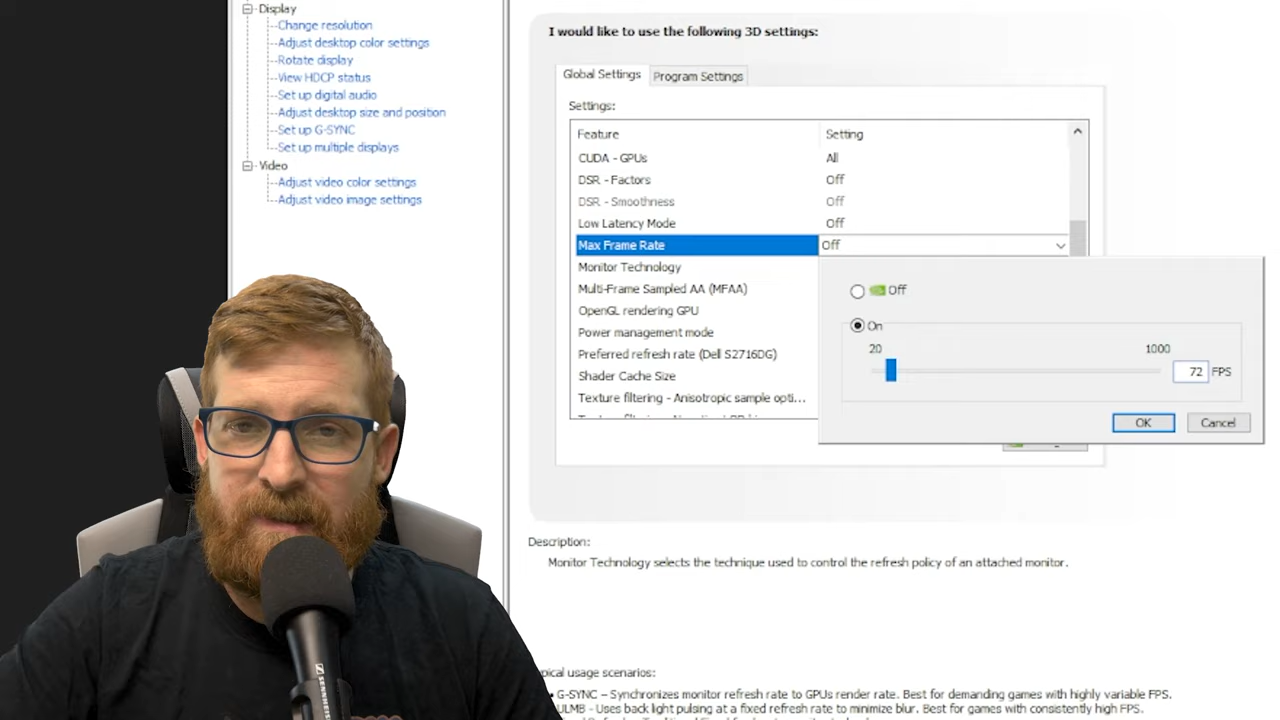 Display
Change resolution
Adjust desktop color settings
Rotate display
View HDCP status
Set up digital audio
Adjust desktop size and position
Set up G-SYNC
Set up multiple displays
Video
Adjust video color settings
Adjust video image settings
I would like to use the following 3D settings:
Global Settings Program Settings
Settings:
Feature Setting
CUDA - GPUs All
DSR - Factors Off
DSR - Smoothness Off
Low Latency Mode Off
Max Frame Rate Off
Monitor Technology
Multi-Frame Sampled AA (MFAA)
OpenGL rendering GPU
Power management mode
Preferred refresh rate (Dell S2716DG)
Shader Cache Size
Texture filtering - Anisotropic sample opti...
Off
On
20 1000
72 FPS
OK Cancel
Description:
Monitor Technology selects the technique used to control the refresh policy of an attached monitor.
usage scenarios:
G-SYNC – Synchronizes monitor refresh rate to GPUs render rate. Best for demanding games with highly variable FPS.
ULMB - Uses back light pulsing at a fixed refresh rate to minimize blur. Best for games with consistently high FPS.
SENNHEISER